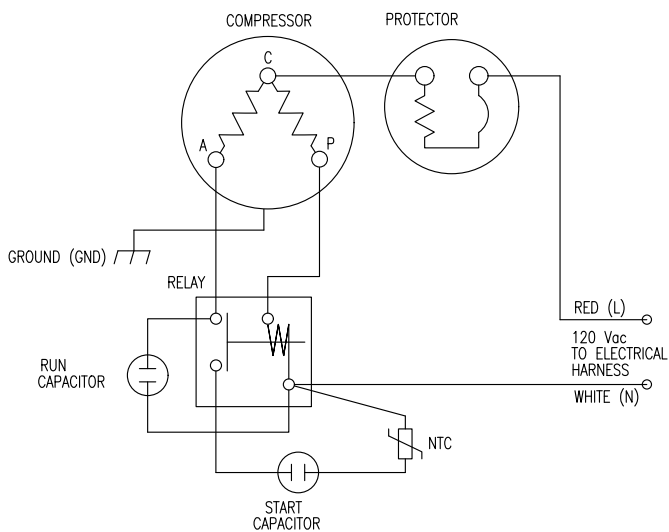 COMPRESSOR
PROTECTOR
C
A
P
GROUND (GND)
RELAY
RED (L)
120 Vac
TO ELECTRICAL
HARNESS
WHITE (N)
RUN
CAPACITOR
NTC
START
CAPACITOR